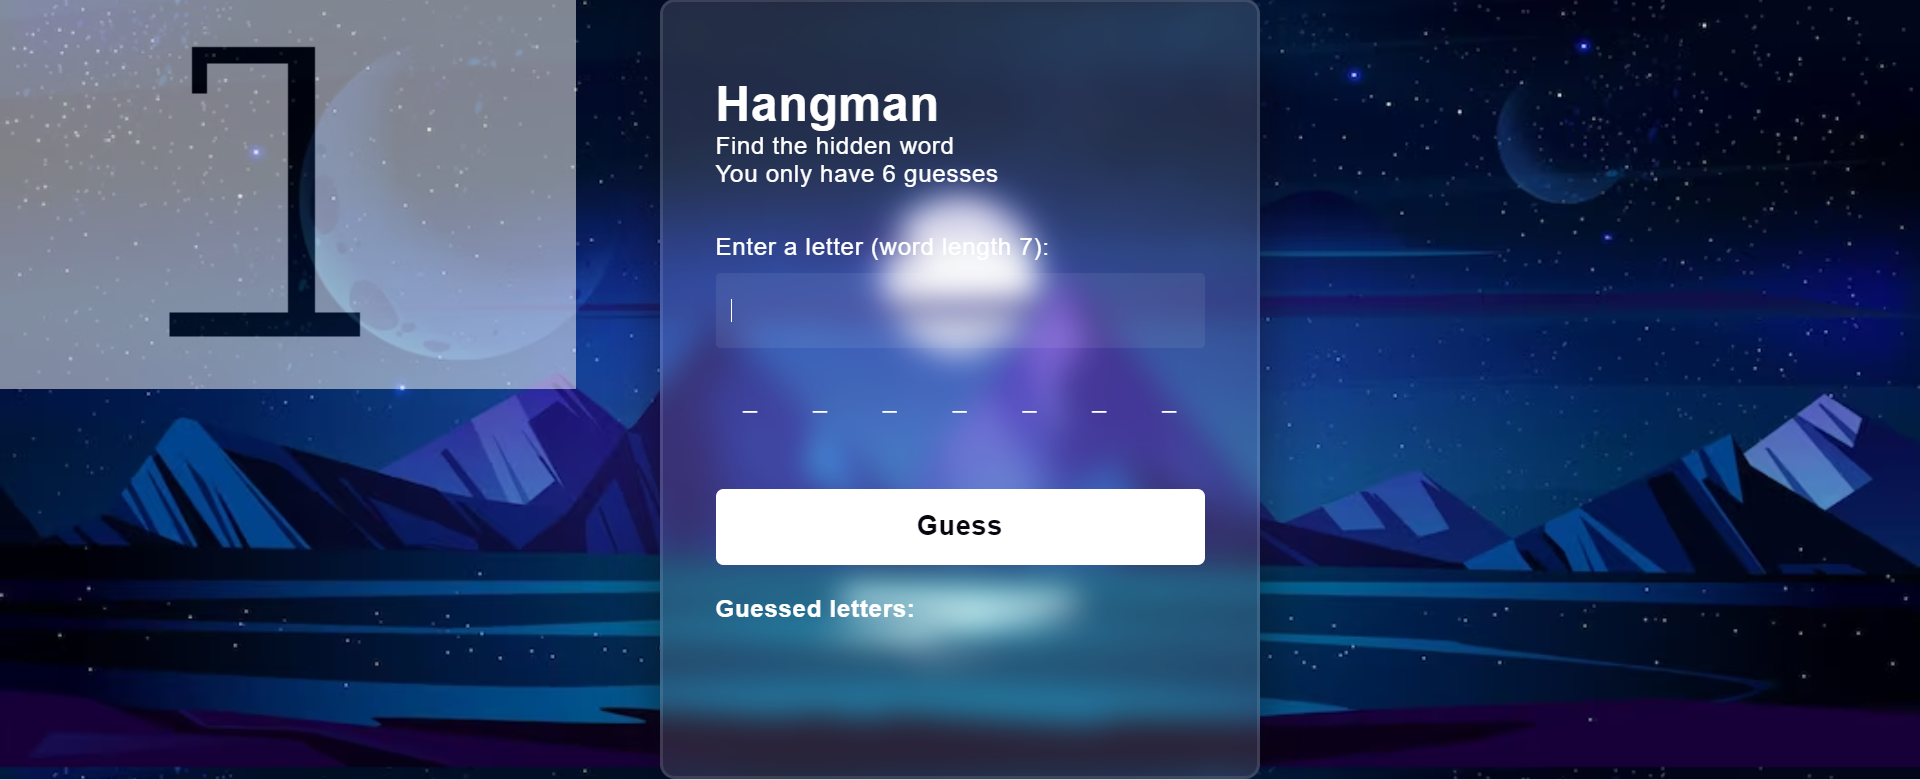 Hangman
Find the hidden word
You only have 6 guesses
Enter a letter (word length 7):
_ _ _ _ _ _ _
Guess
Guessed letters: